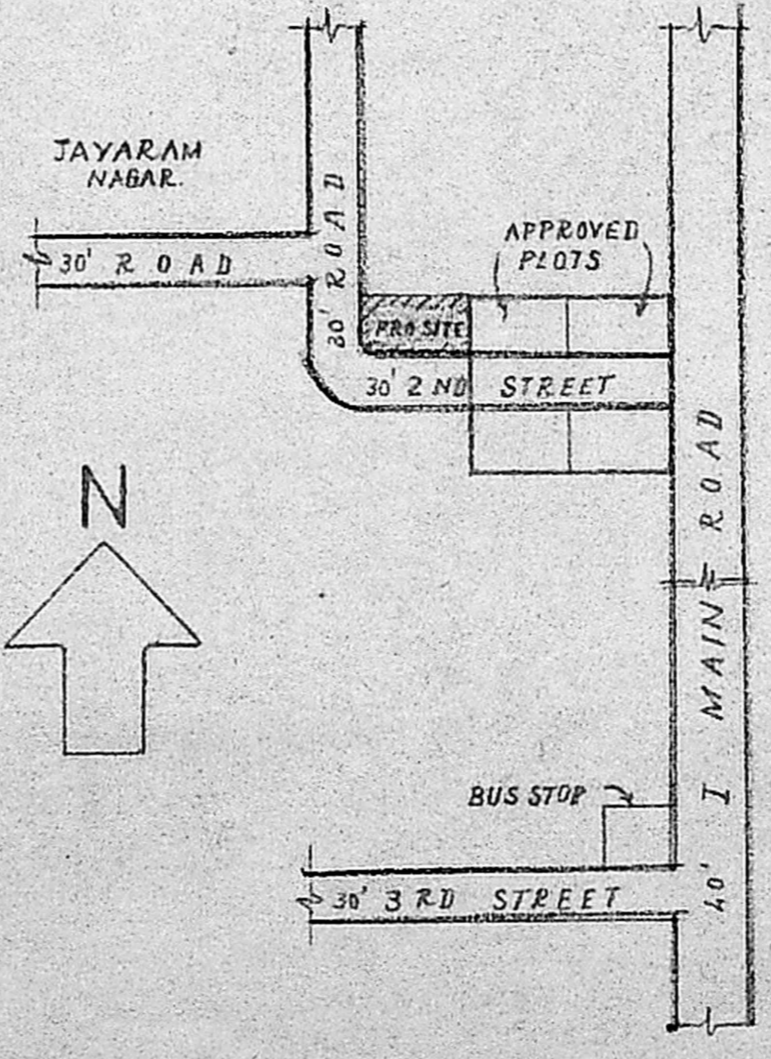 JAYARAM
NAGAR.
30' ROAD
30' ROAD
APPROVED
PLOTS
PRO SITE
30' 2ND STREET
N
40' I MAIN ROAD
BUS STOP
30' 3RD STREET